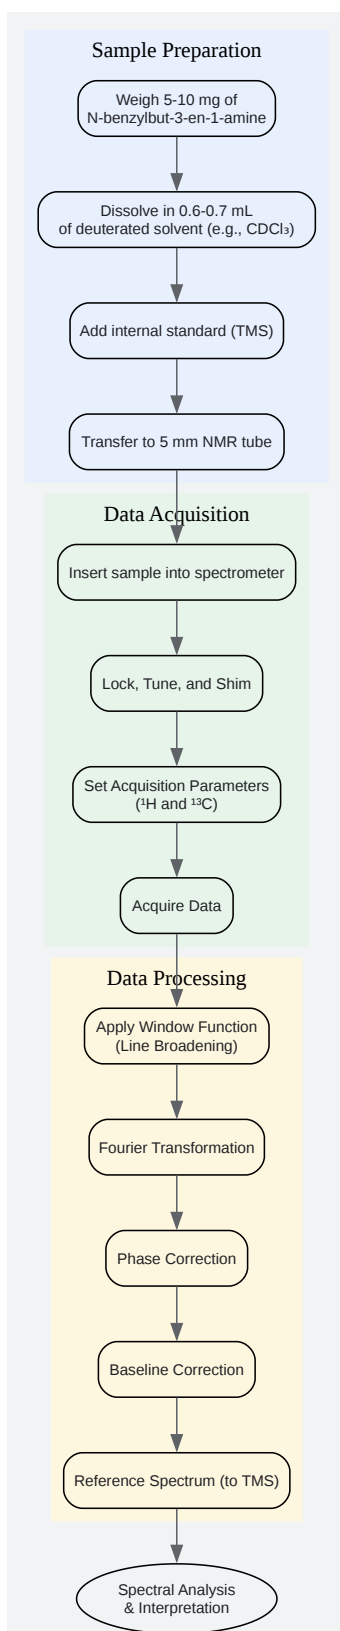 Sample Preparation
Weigh 5-10 mg of
N-benzylbut-3-en-1-amine
Dissolve in 0.6-0.7 mL
of deuterated solvent (e.g., CDCl₃)
Add internal standard (TMS)
Transfer to 5 mm NMR tube
Data Acquisition
Insert sample into spectrometer
Lock, Tune, and Shim
Set Acquisition Parameters
(¹H and ¹³C)
Acquire Data
Data Processing
Apply Window Function
(Line Broadening)
Fourier Transformation
Phase Correction
Baseline Correction
Reference Spectrum (to TMS)
Spectral Analysis
& Interpretation